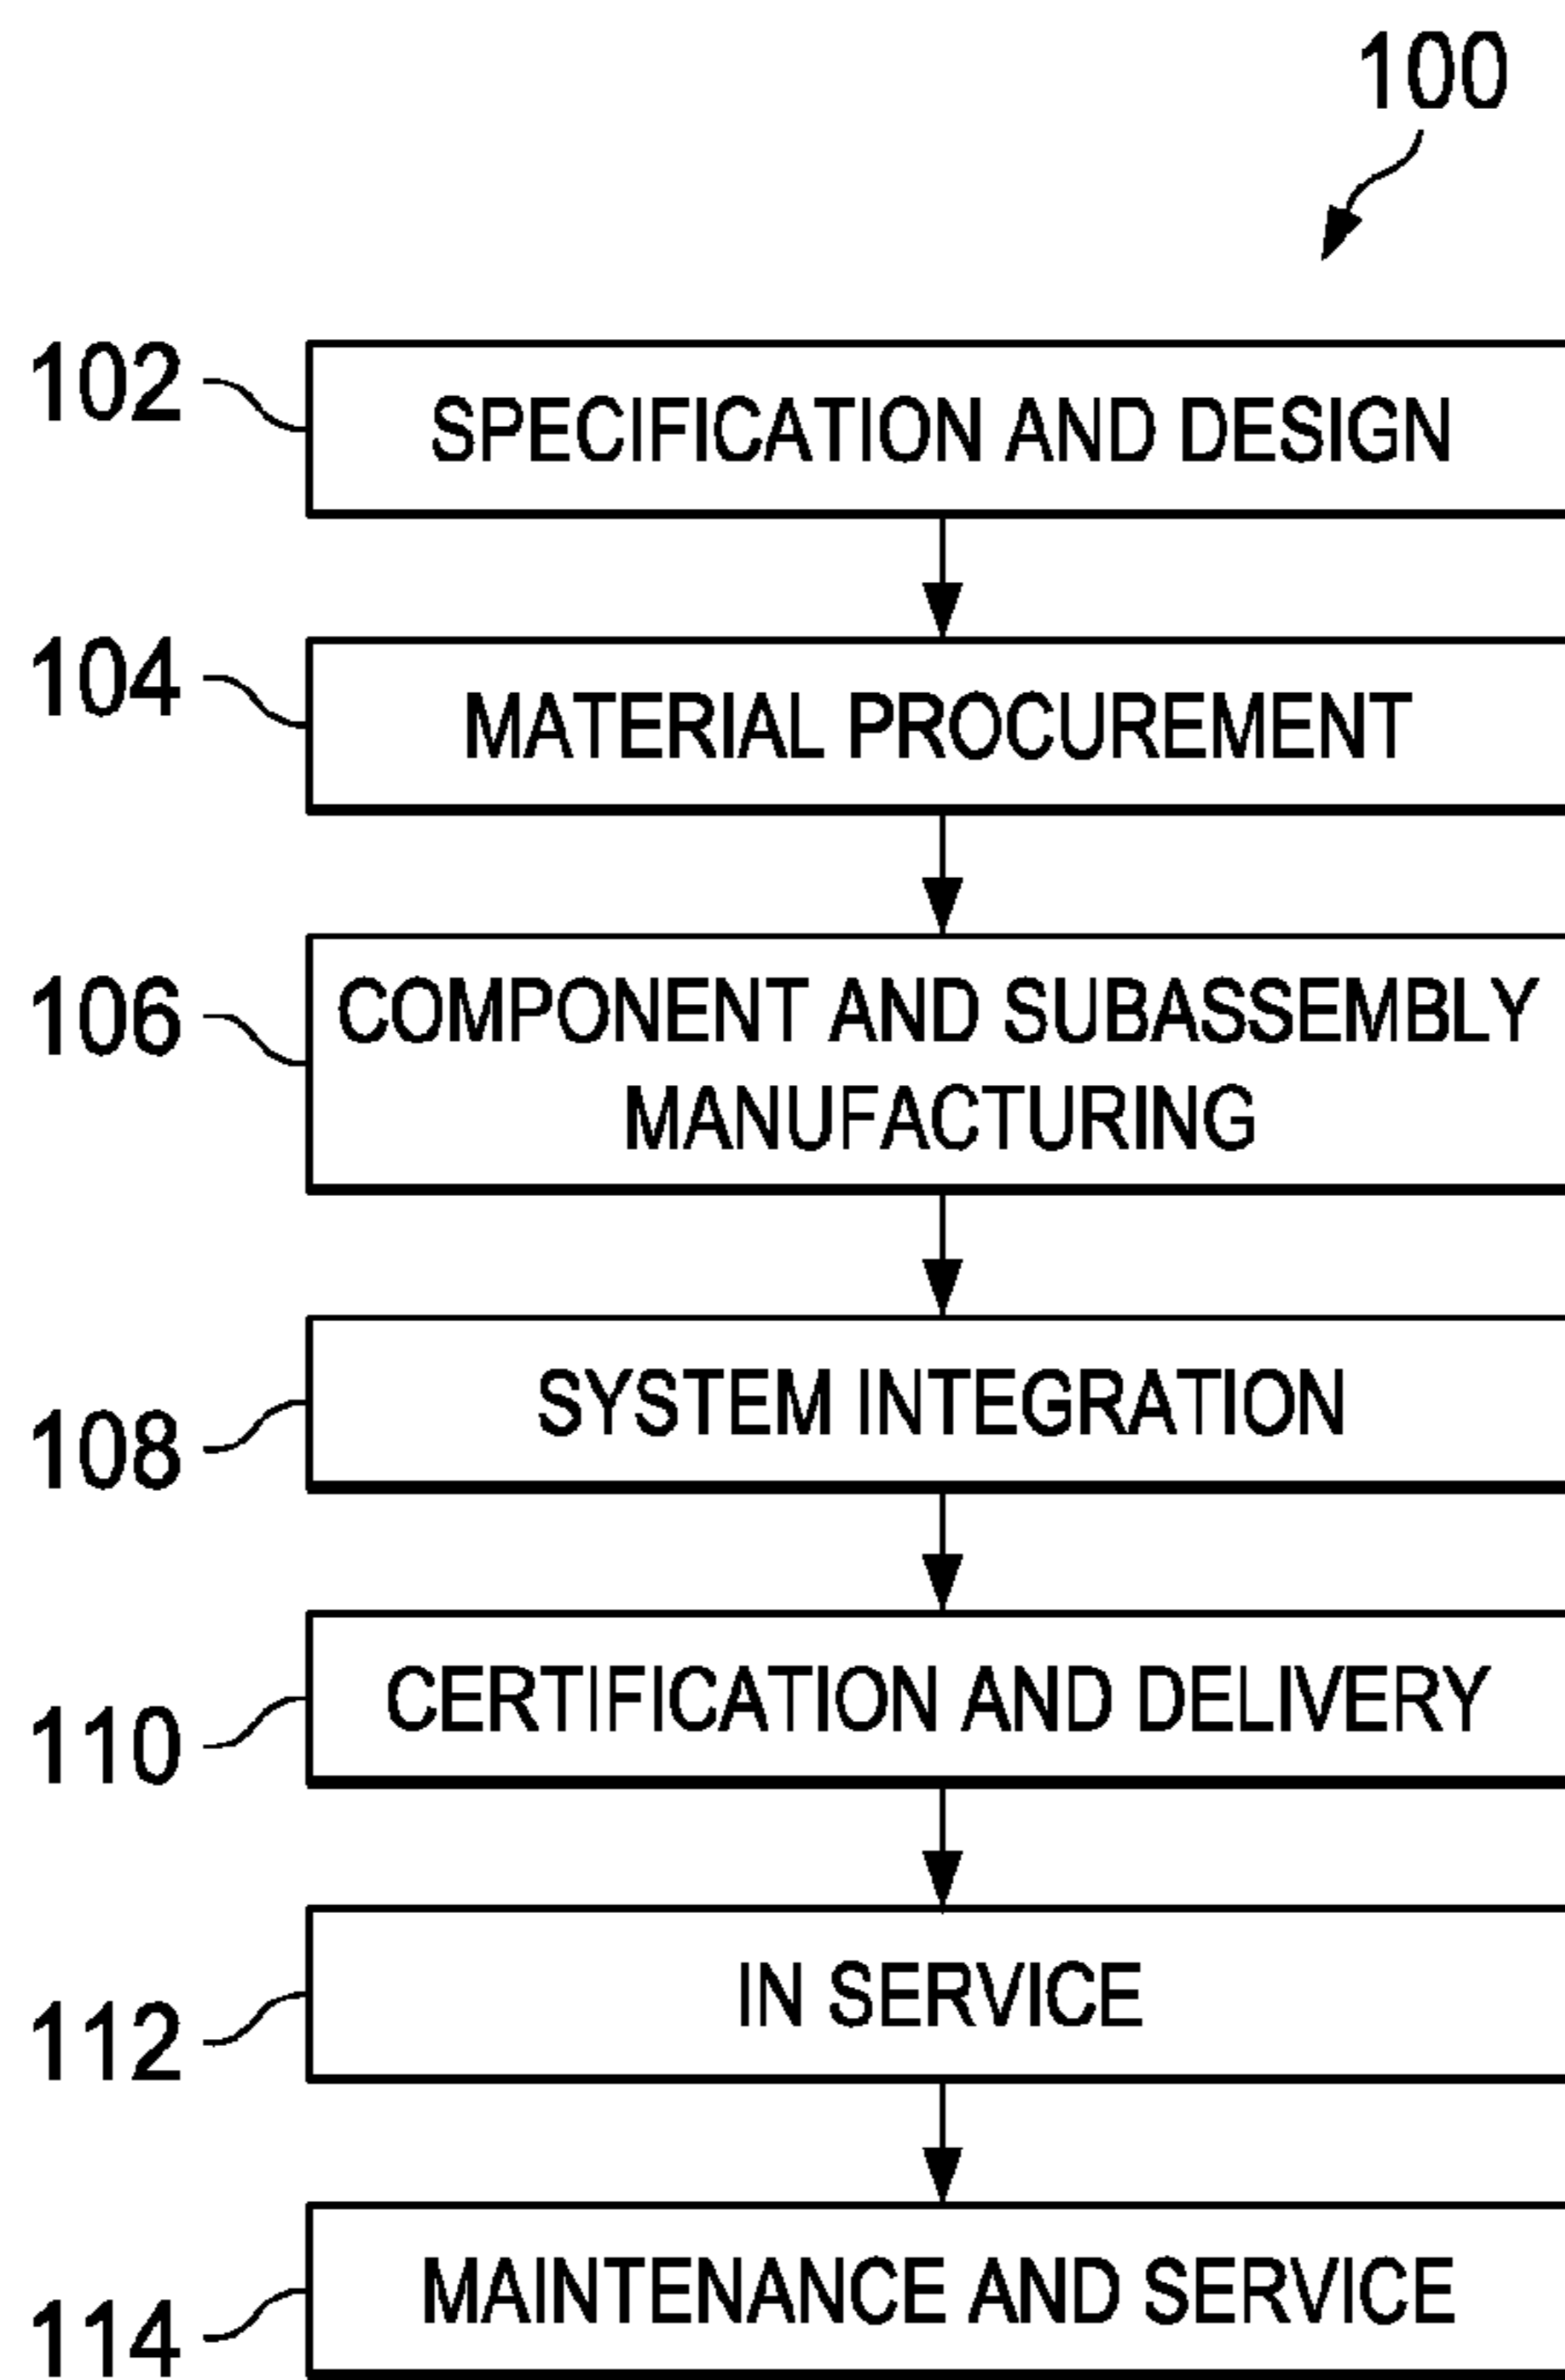 100
102 SPECIFICATION AND DESIGN
104 MATERIAL PROCUREMENT
106 COMPONENT AND SUBASSEMBLY
MANUFACTURING
108 SYSTEM INTEGRATION
110 CERTIFICATION AND DELIVERY
112 IN SERVICE
114 MAINTENANCE AND SERVICE